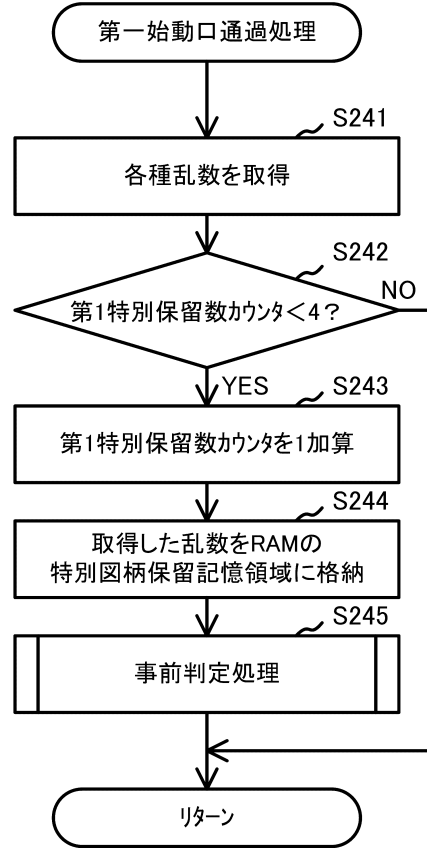 第一始動口通過処理
S241
各種乱数を取得
S242
第1特別保留数カウンタ＜4？
NO
YES
S243
第1特別保留数カウンタを1加算
S244
取得した乱数をRAMの
特別図柄保留記憶領域に格納
S245
事前判定処理
リターン